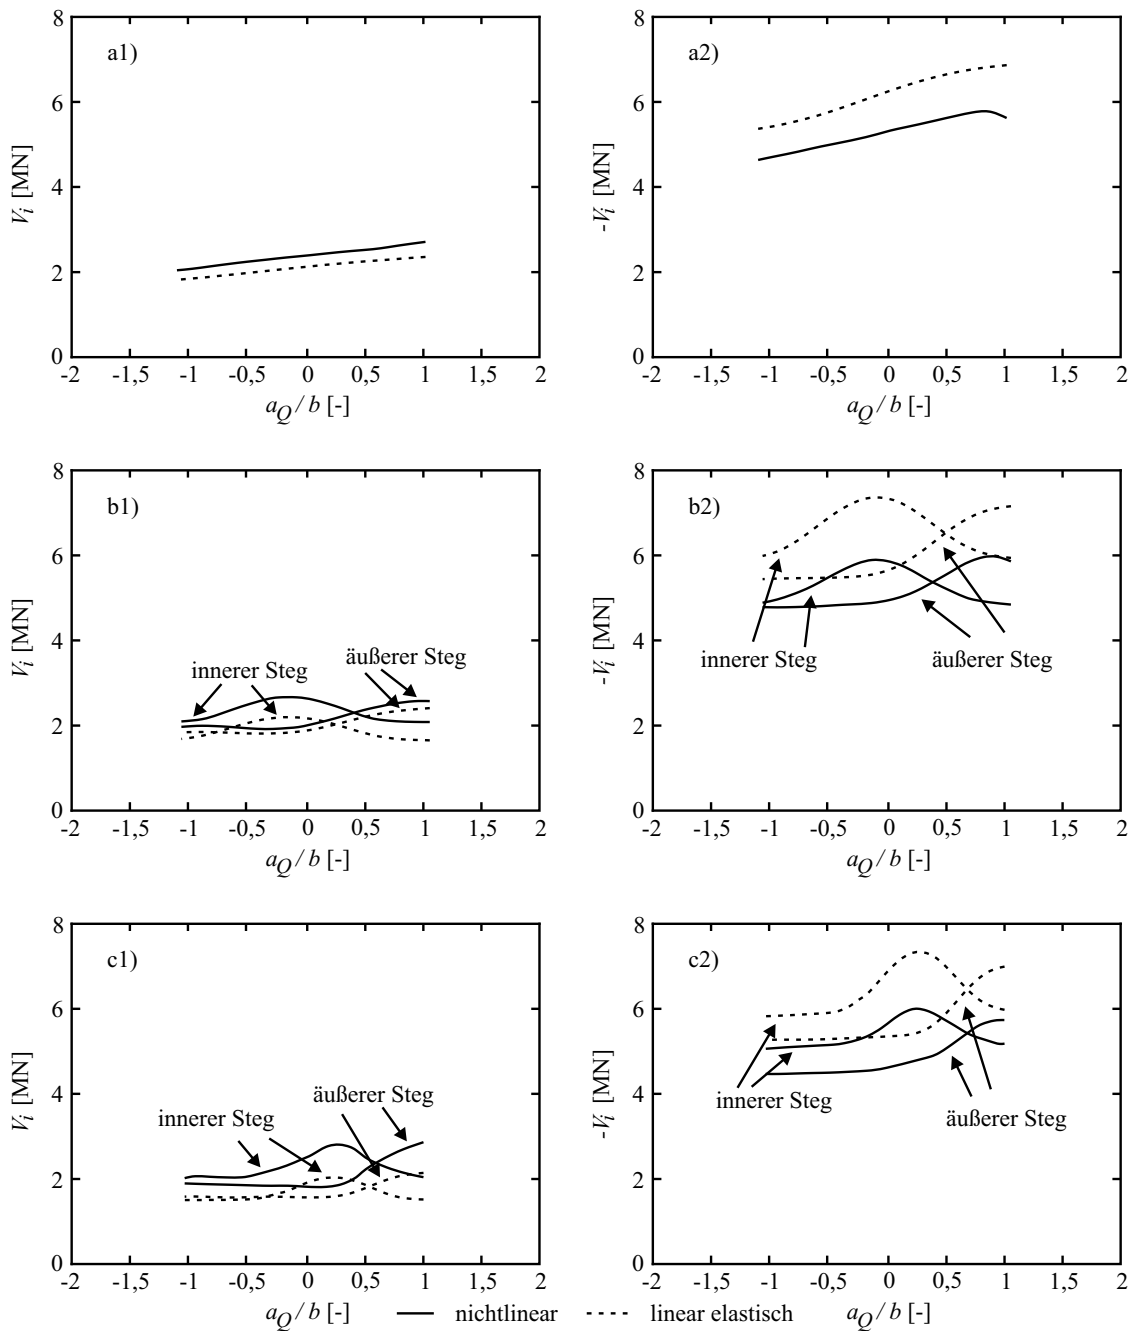 8
6
4
2
0
V_i [MN]
a1)
-2 -1,5 -1 -0,5 0 0,5 1 1,5 2
a_Q / b [-]
8
6
4
2
0
-V_i [MN]
a2)
-2 -1,5 -1 -0,5 0 0,5 1 1,5 2
a_Q / b [-]
8
6
4
2
0
V_i [MN]
b1)
äußerer Steg
innerer Steg
-2 -1,5 -1 -0,5 0 0,5 1 1,5 2
a_Q / b [-]
8
6
4
2
0
-V_i [MN]
b2)
innerer Steg äußerer Steg
-2 -1,5 -1 -0,5 0 0,5 1 1,5 2
a_Q / b [-]
8
6
4
2
0
V_i [MN]
c1)
äußerer Steg
innerer Steg
-2 -1,5 -1 -0,5 0 0,5 1 1,5 2
a_Q / b [-]
8
6
4
2
0
-V_i [MN]
c2)
innerer Steg
äußerer Steg
-2 -1,5 -1 -0,5 0 0,5 1 1,5 2
a_Q / b [-]
nichtlinear linear elastisch